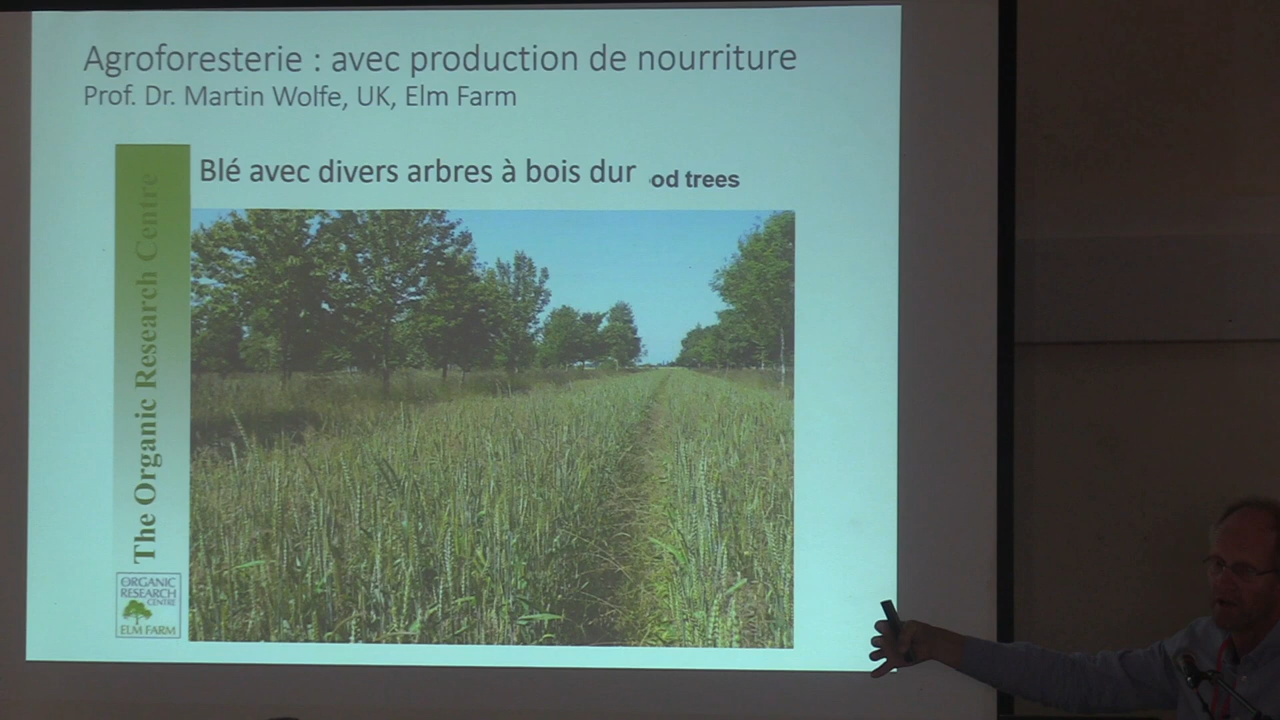 Agroforesterie : avec production de nourriture
Prof. Dr. Martin Wolfe, UK, Elm Farm
Blé avec divers arbres à bois dur
od trees
The Organic Research Centre
ORGANIC
RESEARCH
CENTRE
ELM FARM